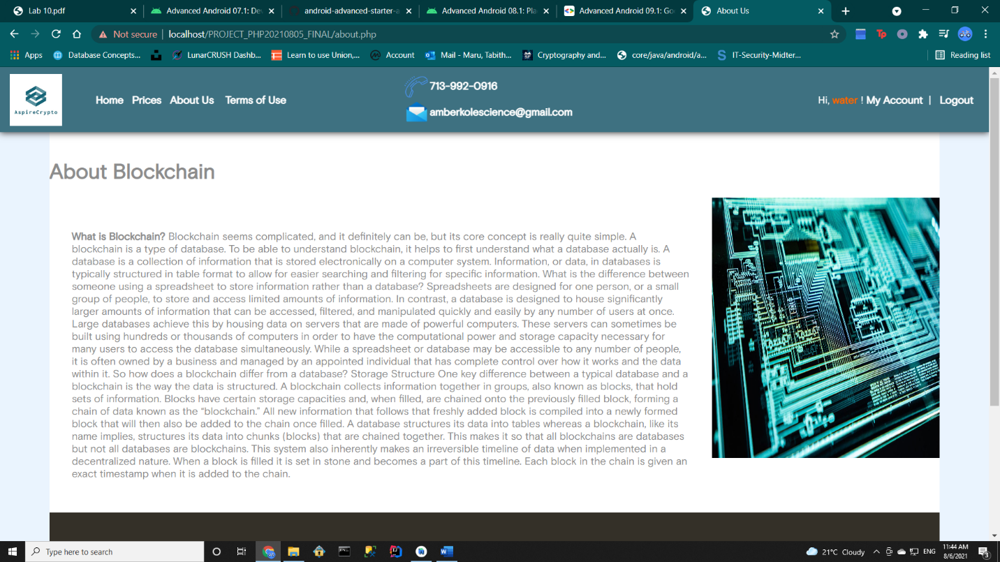 Lab 10.pdf
Advanced Android 07.1: De
android-advanced-starter-a
Advanced Android 08.1: Pla
Advanced Android 09.1: Go
About Us
Not secure | localhost/PROJECT_PHP20210805_FINAL/about.php
Apps
Database Concepts...
LunarCRUSH Dashb...
Learn to use Union,...
Account
Mail - Maru, Tabith...
Cryptography and...
core/java/android/a...
IT-Security-Midter...
Reading list
AspireCrypto
Home Prices About Us Terms of Use
713-992-0916
amberkolescience@gmail.com
Hi, water ! My Account | Logout
About Blockchain
What is Blockchain? Blockchain seems complicated, and it definitely can be, but its core concept is really quite simple. A
blockchain is a type of database. To be able to understand blockchain, it helps to first understand what a database actually is. A
database is a collection of information that is stored electronically on a computer system. Information, or data, in databases is
typically structured in table format to allow for easier searching and filtering for specific information. What is the difference between
someone using a spreadsheet to store information rather than a database? Spreadsheets are designed for one person, or a small
group of people, to store and access limited amounts of information. In contrast, a database is designed to house significantly
larger amounts of information that can be accessed, filtered, and manipulated quickly and easily by any number of users at once.
Large databases achieve this by housing data on servers that are made of powerful computers. These servers can sometimes be
built using hundreds or thousands of computers in order to have the computational power and storage capacity necessary for
many users to access the database simultaneously. While a spreadsheet or database may be accessible to any number of people,
it is often owned by a business and managed by an appointed individual that has complete control over how it works and the data
within it. So how does a blockchain differ from a database? Storage Structure One key difference between a typical database and a
blockchain is the way the data is structured. A blockchain collects information together in groups, also known as blocks, that hold
sets of information. Blocks have certain storage capacities and, when filled, are chained onto the previously filled block, forming a
chain of data known as the “blockchain.” All new information that follows that freshly added block is compiled into a newly formed
block that will then also be added to the chain once filled. A database structures its data into tables whereas a blockchain, like its
name implies, structures its data into chunks (blocks) that are chained together. This makes it so that all blockchains are databases
but not all databases are blockchains. This system also inherently makes an irreversible timeline of data when implemented in a
decentralized nature. When a block is filled it is set in stone and becomes a part of this timeline. Each block in the chain is given an
exact timestamp when it is added to the chain.
Type here to search
21°C Cloudy
ENG
11:44 AM
8/6/2021
3